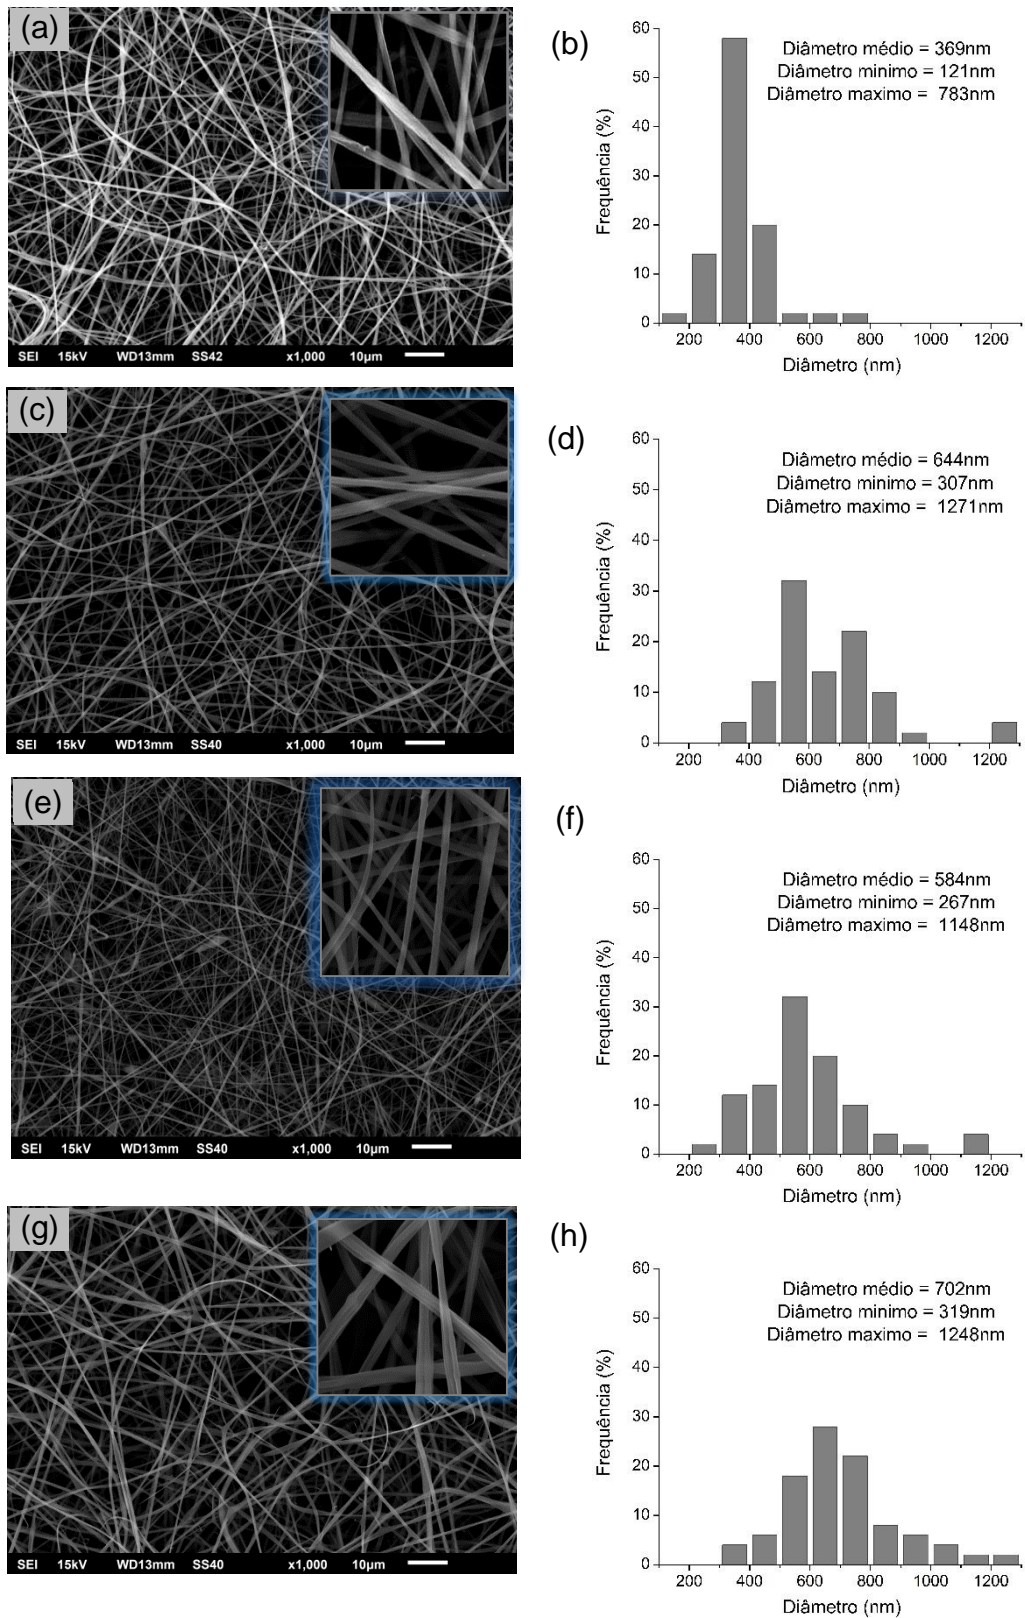 (a)
SEI 15kV WD13mm SS42 x1,000 10µm
(b)
Diâmetro médio = 369nm
Diâmetro minimo = 121nm
Diâmetro maximo = 783nm
Frequência (%)
60
50
40
30
20
10
0
200 400 600 800 1000 1200
Diâmetro (nm)
(c)
SEI 15kV WD13mm SS40 x1,000 10µm
(d)
Diâmetro médio = 644nm
Diâmetro minimo = 307nm
Diâmetro maximo = 1271nm
Frequência (%)
60
50
40
30
20
10
0
200 400 600 800 1000 1200
Diâmetro (nm)
(e)
SEI 15kV WD13mm SS40 x1,000 10µm
(f)
Diâmetro médio = 584nm
Diâmetro minimo = 267nm
Diâmetro maximo = 1148nm
Frequência (%)
60
50
40
30
20
10
0
200 400 600 800 1000 1200
Diâmetro (nm)
(g)
SEI 15kV WD13mm SS40 x1,000 10µm
(h)
Diâmetro médio = 702nm
Diâmetro minimo = 319nm
Diâmetro maximo = 1248nm
Frequência (%)
60
50
40
30
20
10
0
200 400 600 800 1000 1200
Diâmetro (nm)